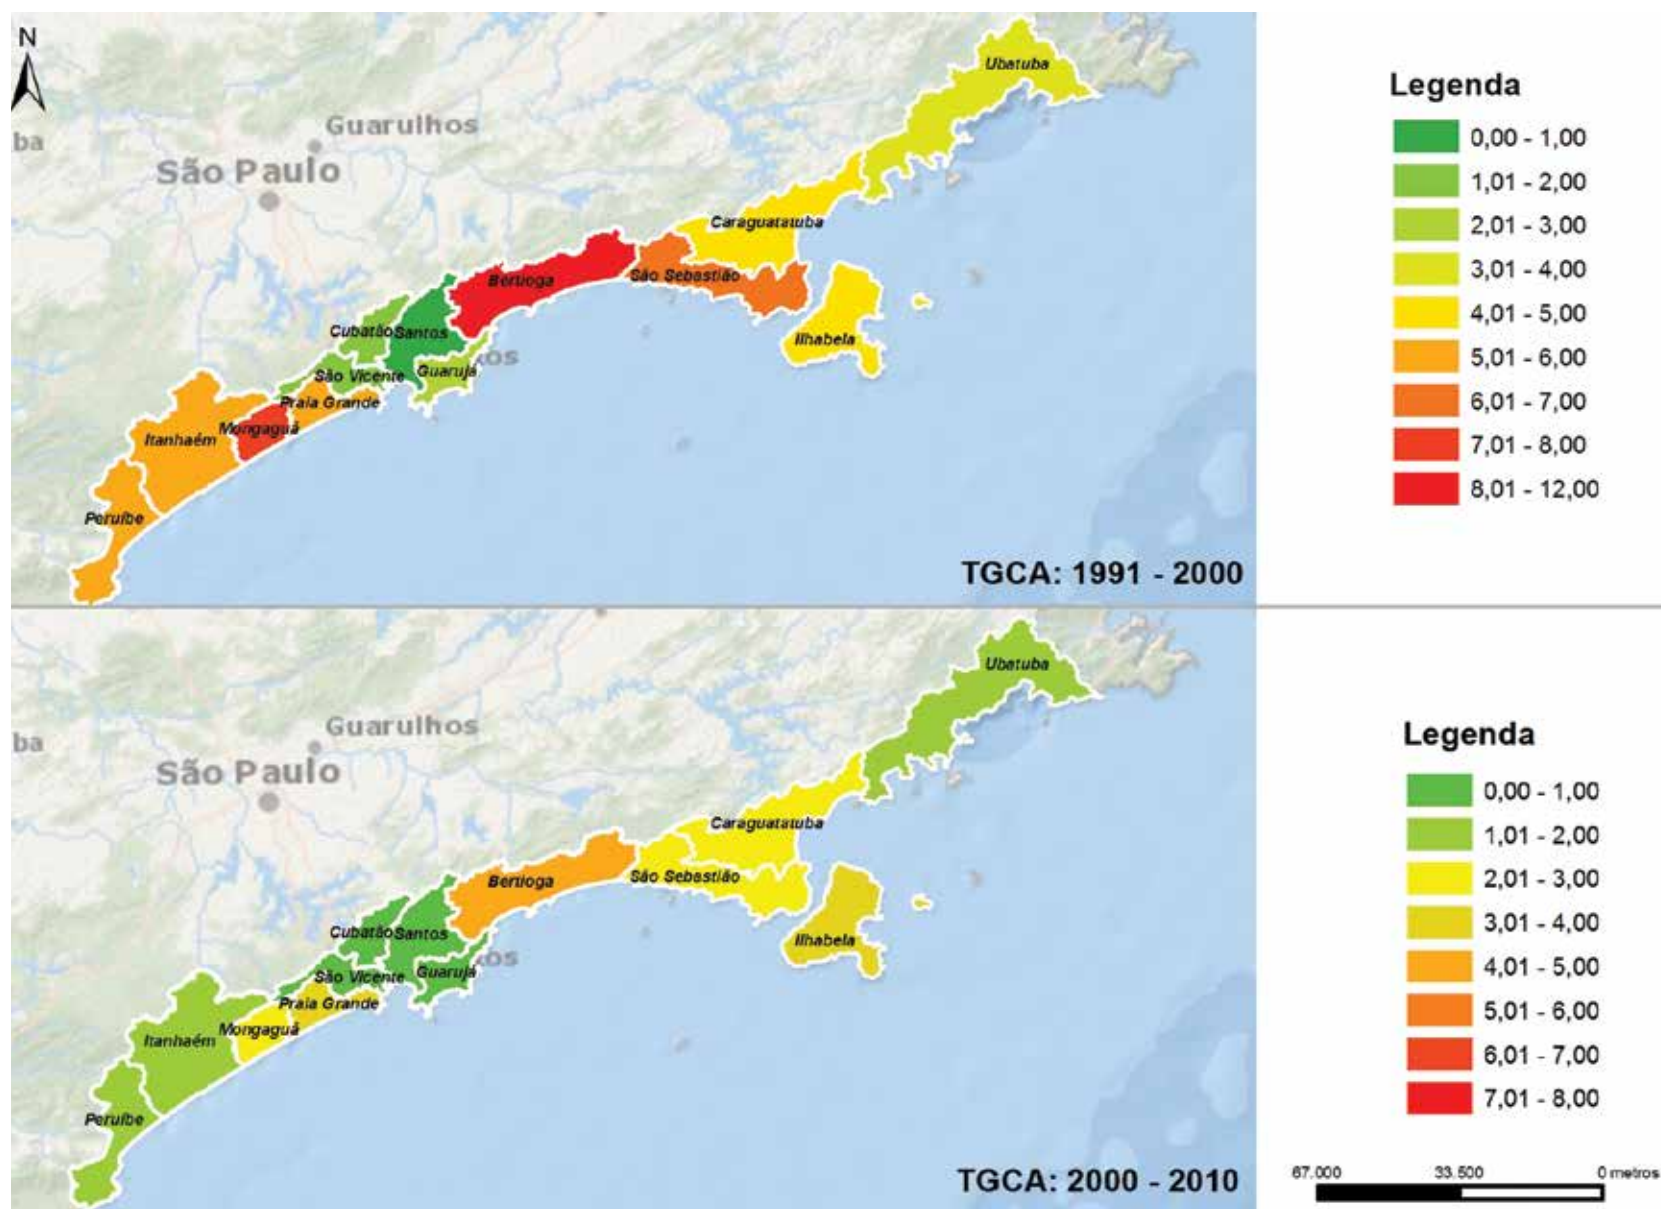 N
Ubatuba
Legenda
ba
Guarulhos
0,00 - 1,00
São Paulo
1,01 - 2,00
Caraguatatuba
2,01 - 3,00
Bertioga
São Sebastião
3,01 - 4,00
Cubatão
Santos
4,01 - 5,00
Ilhabela
São Vicente
Guarujá
5,01 - 6,00
Praia Grande
6,01 - 7,00
Itanhaém
Mongaguá
7,01 - 8,00
Peruíbe
8,01 - 12,00
TGCA: 1991 - 2000
Ubatuba
ba
Guarulhos
Legenda
São Paulo
0,00 - 1,00
Caraguatatuba
1,01 - 2,00
Bertioga
São Sebastião
2,01 - 3,00
Cubatão
Santos
3,01 - 4,00
Ilhabela
São Vicente
Guarujá
4,01 - 5,00
Praia Grande
5,01 - 6,00
Itanhaém
Mongaguá
6,01 - 7,00
Peruíbe
7,01 - 8,00
TGCA: 2000 - 2010
67.000 33.500 0 metros